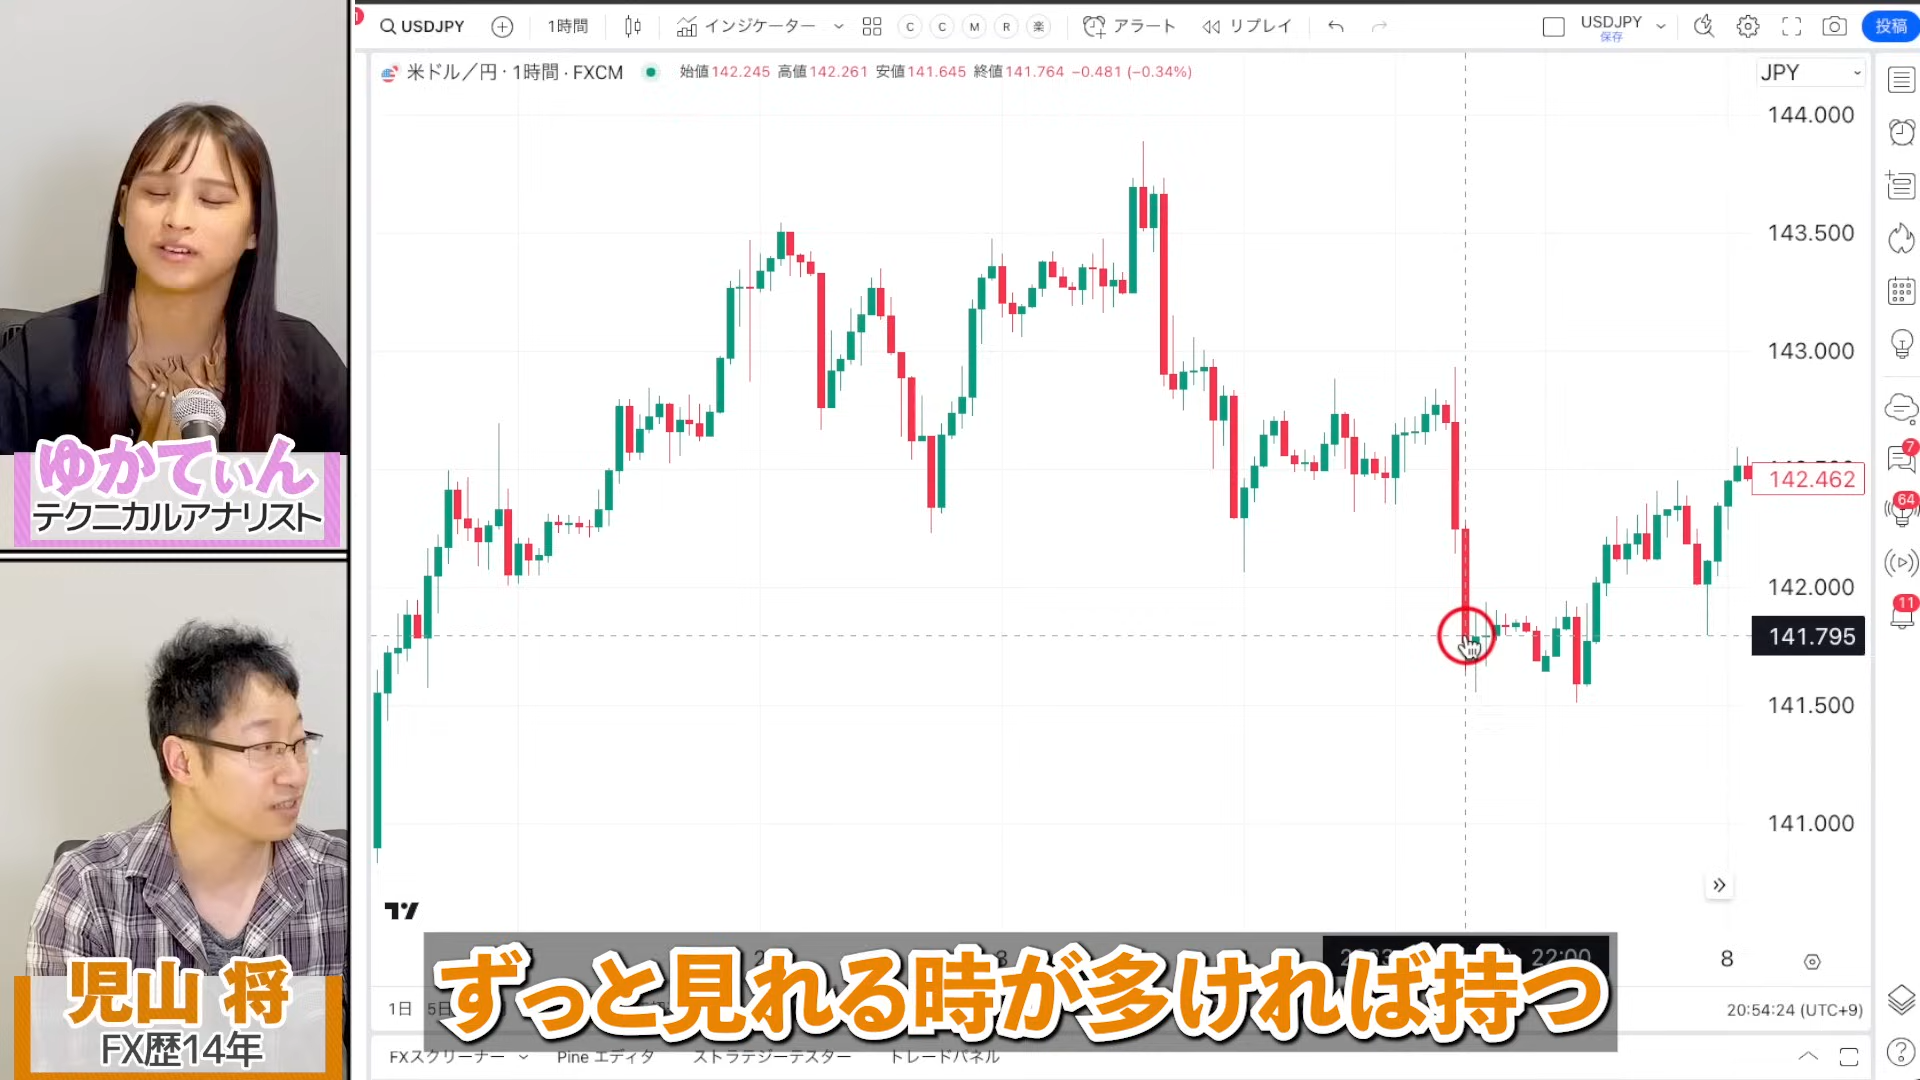 USDJPY
1時間
インジケーター
C
C
M
R
楽
アラート
リプレイ
USDJPY
保存
投稿
米ドル/円・1時間・FXCM
始値142.245 高値142.261 安値141.645 終値141.764 −0.481 (−0.34%)
JPY
144.000
143.500
143.000
142.462
142.000
141.795
141.500
141.000
7
64
11
ゆかてぃん
テクニカルアナリスト
児山 将
FX歴14年
22:00
8
ずっと見れる時が多ければ持つ
1日
5日
20:54:24 (UTC+9)
FXスクリーナー
Pine エディタ
ストラテジーテスター
トレードパネル